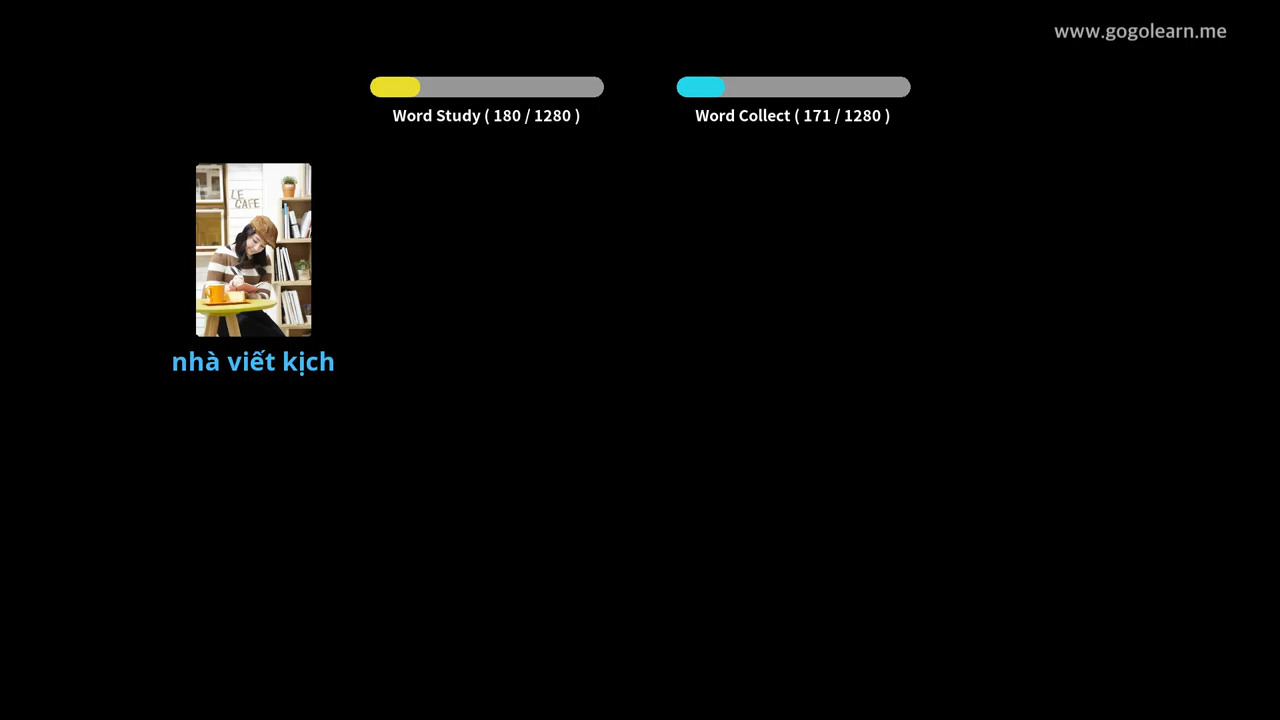 www.gogolearn.me
Word Study ( 180 / 1280 )
Word Collect ( 171 / 1280 )
LE
CAFE
nhà viết kịch